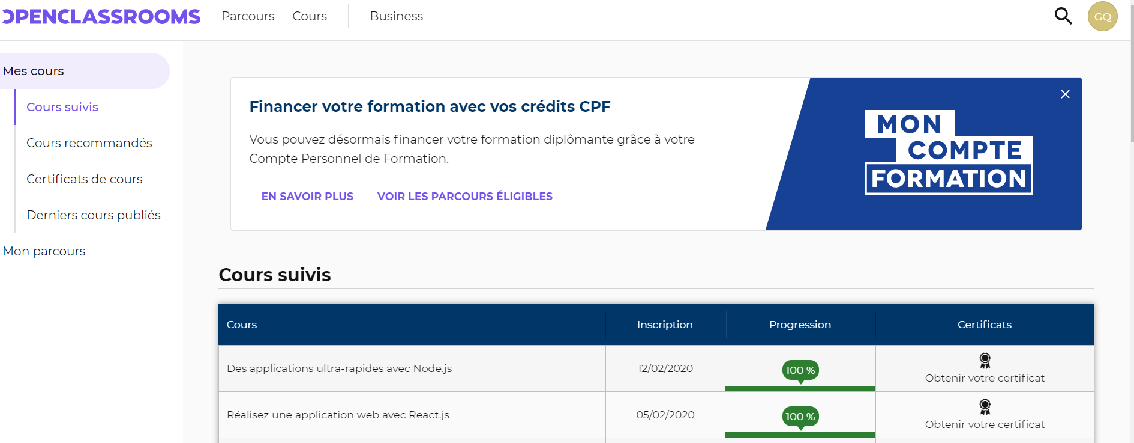 OPENCLASSROOMS Parcours Cours Business GQ
Mes cours
Cours suivis
Cours recommandés
Certificats de cours
Derniers cours publiés
Mon parcours
Financer votre formation avec vos crédits CPF
Vous pouvez désormais financer votre formation diplômante grâce à votre
Compte Personnel de Formation.
EN SAVOIR PLUS VOIR LES PARCOURS ÉLIGIBLES
MON
COMPTE
FORMATION
Cours suivis
Cours Inscription Progression Certificats
Des applications ultra-rapides avec Node.js 12/02/2020 100 % Obtenir votre certificat
Réalisez une application web avec React.js 05/02/2020 100 % Obtenir votre certificat